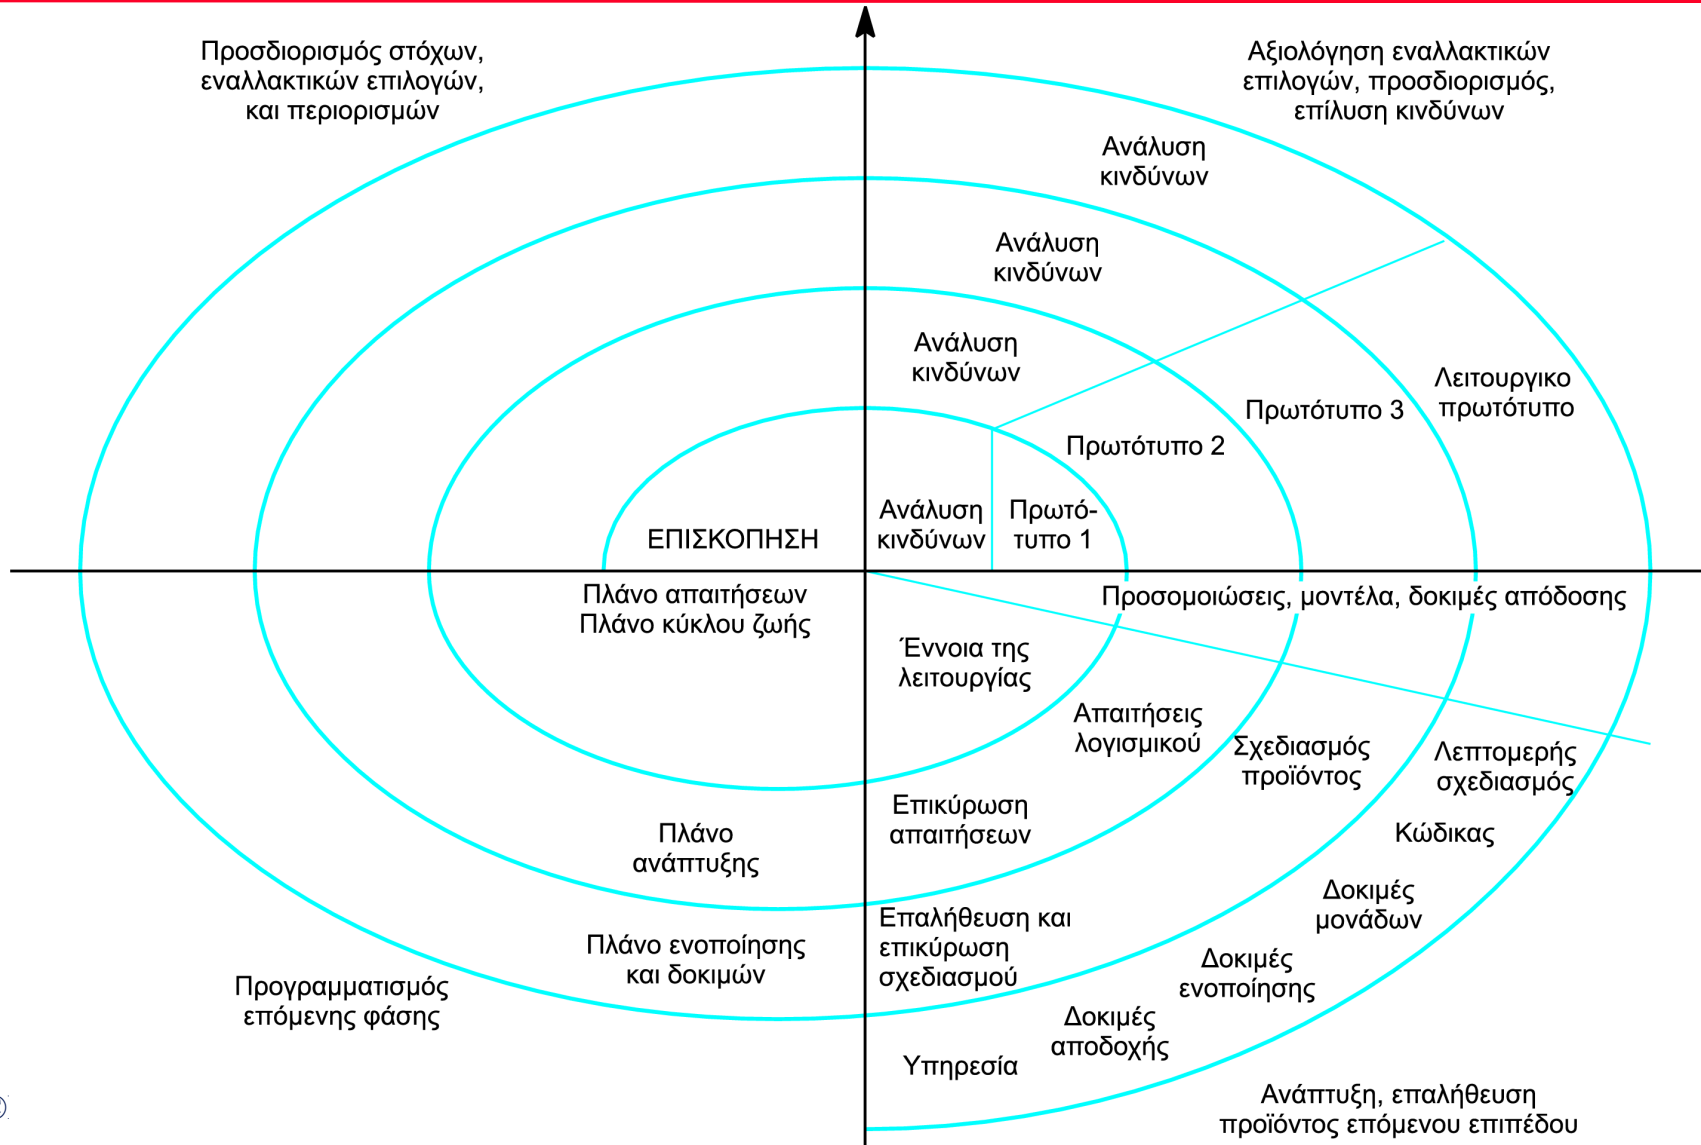 Προσδιορισμός στόχων,
εναλλακτικών επιλογών,
και περιορισμών
Αξιολόγηση εναλλακτικών
επιλογών, προσδιορισμός,
επίλυση κινδύνων
Ανάλυση
κινδύνων
Ανάλυση
κινδύνων
Ανάλυση
κινδύνων
Λειτουργικο
πρωτότυπο
Πρωτότυπο 3
Πρωτότυπο 2
ΕΠΙΣΚΟΠΗΣΗ
Ανάλυση
κινδύνων
Πρωτό-
τυπο 1
Πλάνο απαιτήσεων
Πλάνο κύκλου ζωής
Προσομοιώσεις, μοντέλα, δοκιμές απόδοσης
Έννοια της
λειτουργίας
Απαιτήσεις
λογισμικού
Σχεδιασμός
προϊόντος
Λεπτομερής
σχεδιασμός
Πλάνο
ανάπτυξης
Επικύρωση
απαιτήσεων
Κώδικας
Δοκιμές
μονάδων
Πλάνο ενοποίησης
και δοκιμών
Επαλήθευση και
επικύρωση
σχεδιασμού
Δοκιμές
ενοποίησης
Προγραμματισμός
επόμενης φάσης
Δοκιμές
αποδοχής
Υπηρεσία
Ανάπτυξη, επαλήθευση
προϊόντος επόμενου επιπέδου